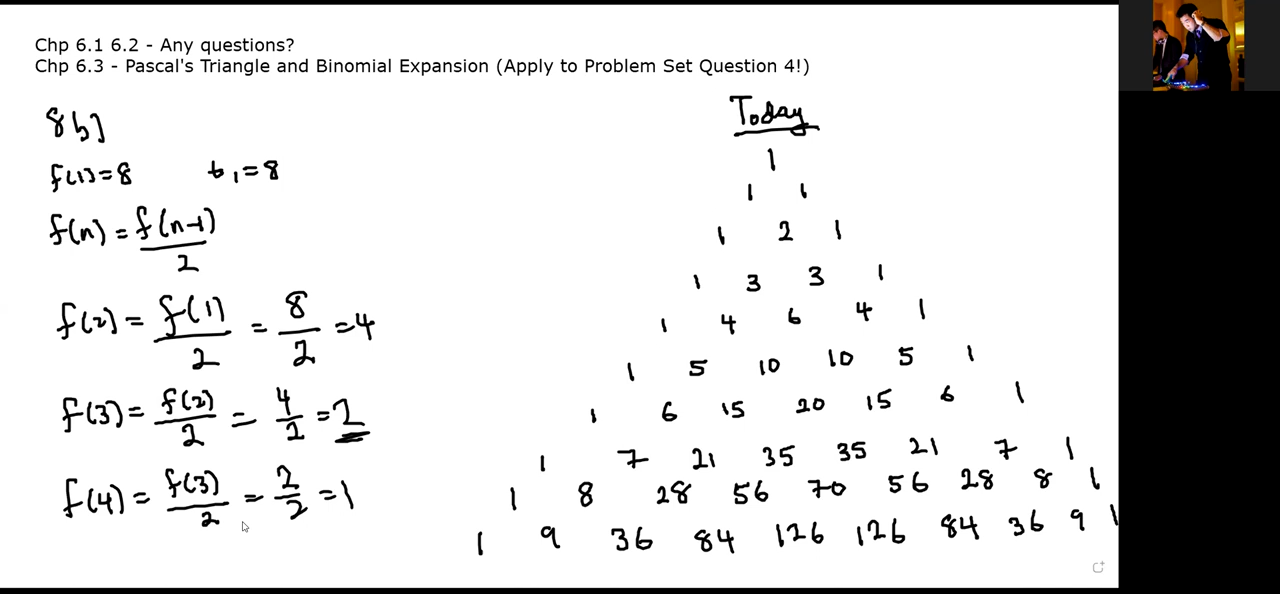 Chp 6.1 6.2 - Any questions?
Chp 6.3 - Pascal's Triangle and Binomial Expansion (Apply to Problem Set Question 4!)
8b]
f(1)=8 t₁=8
f(n) = f(n-1)/2
f(2) = f(1)/2 = 8/2 = 4
f(3) = f(2)/2 = 4/2 = 2
f(4) = f(3)/2 = 2/2 = 1
Today
1
1 1
1 2 1
1 3 3 1
1 4 6 4 1
1 5 10 10 5 1
1 6 15 20 15 6 1
1 7 21 35 35 21 7 1
1 8 28 56 70 56 28 8 1
1 9 36 84 126 126 84 36 9 1